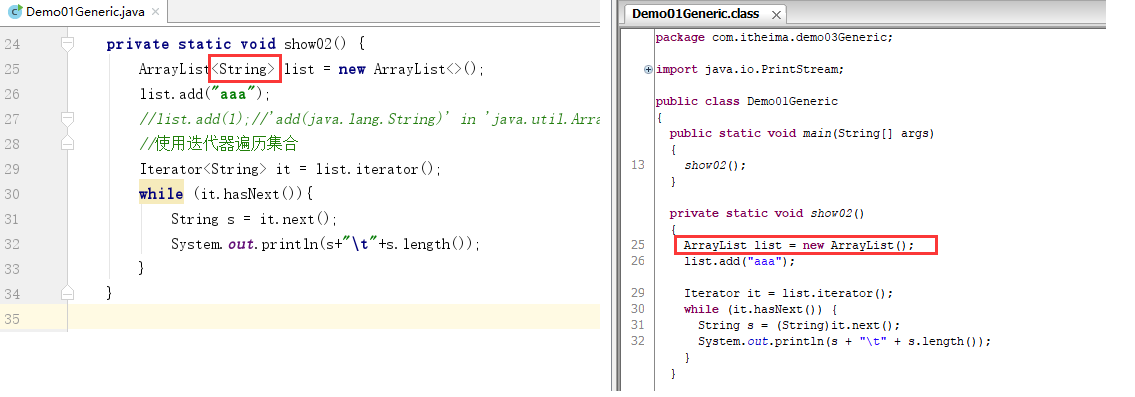 Demo01Generic.java
24 private static void show02() {
25 ArrayList<String> list = new ArrayList<>();
26 list.add("aaa");
27 //list.add(1);//'add(java.lang.String)' in 'java.util.Arra
28 //使用迭代器遍历集合
29 Iterator<String> it = list.iterator();
30 while (it.hasNext()){
31 String s = it.next();
32 System.out.println(s+"\t"+s.length());
33 }
34 }
35
Demo01Generic.class
package com.itheima.demo03Generic;
import java.io.PrintStream;
public class Demo01Generic
{
public static void main(String[] args)
{
13 show02();
}
private static void show02()
{
25 ArrayList list = new ArrayList();
26 list.add("aaa");
29 Iterator it = list.iterator();
30 while (it.hasNext()) {
31 String s = (String)it.next();
32 System.out.println(s + "\t" + s.length());
}
}